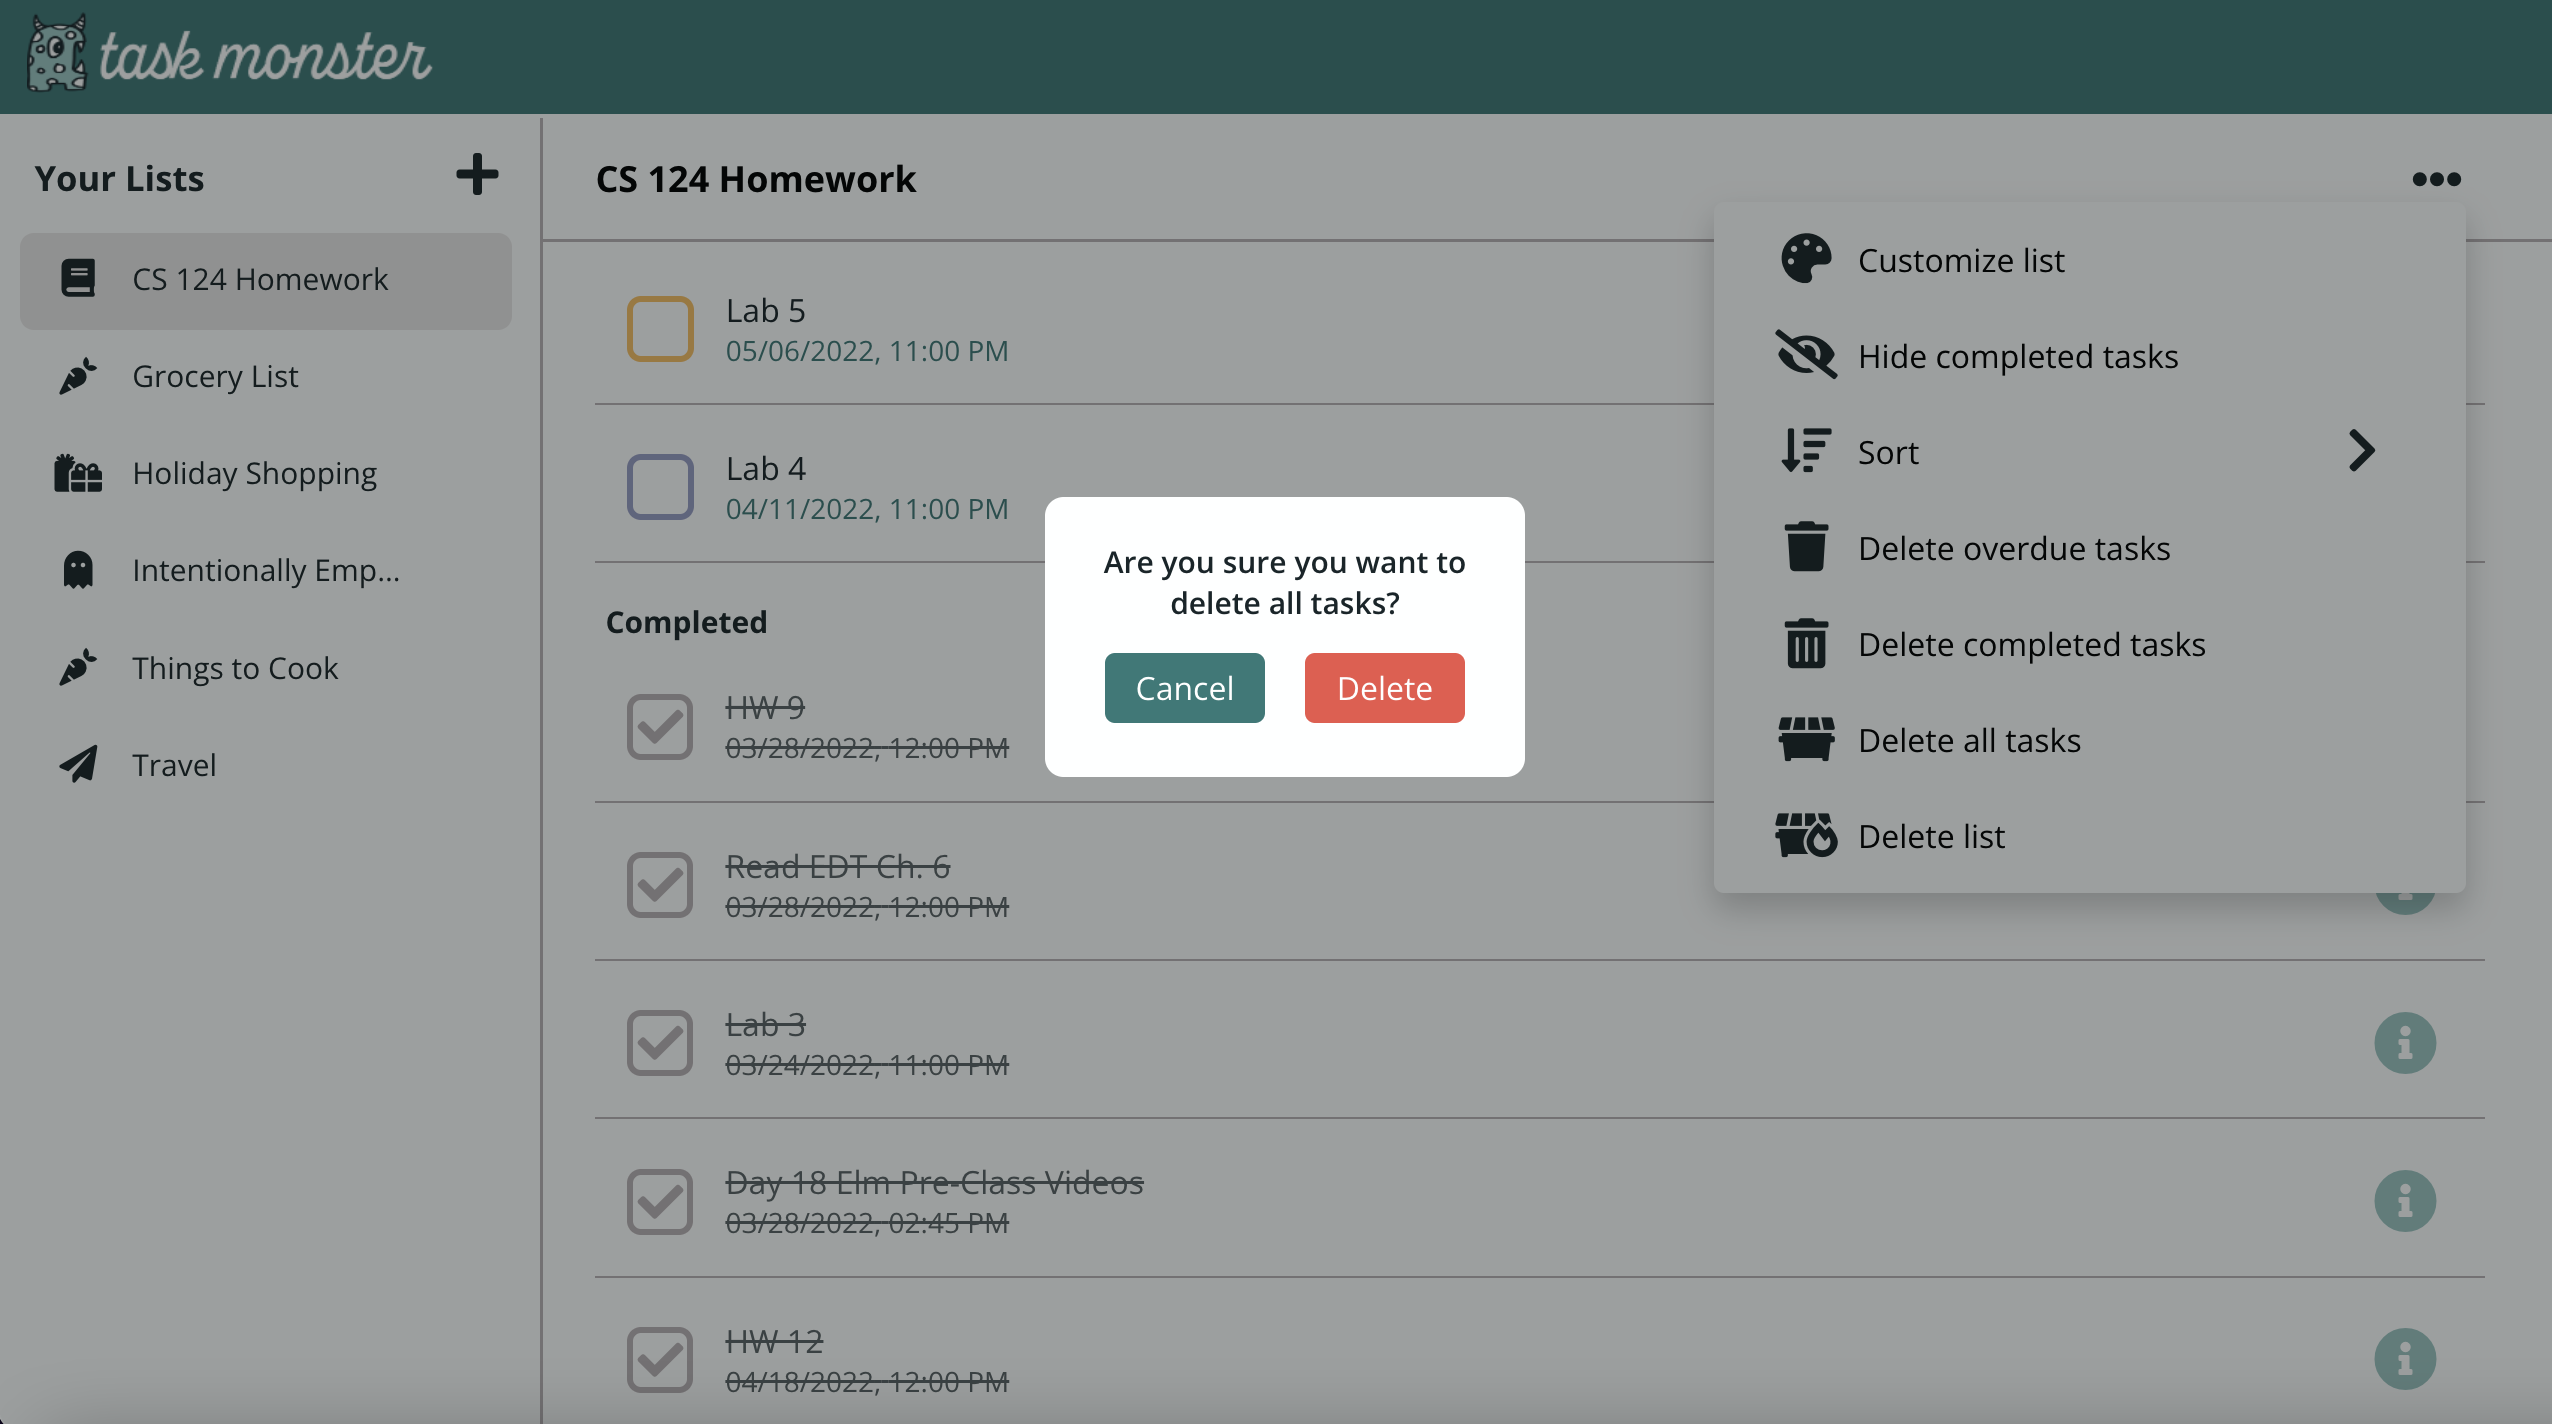 task monster
Your Lists
CS 124 Homework
Grocery List
Holiday Shopping
Intentionally Emp...
Things to Cook
Travel
CS 124 Homework
Lab 5
05/06/2022, 11:00 PM
Lab 4
04/11/2022, 11:00 PM
Completed
HW 9
03/28/2022, 12:00 PM
Read EDT Ch. 6
03/28/2022, 12:00 PM
Lab 3
03/24/2022, 11:00 PM
Day 18 Elm Pre-Class Videos
03/28/2022, 02:45 PM
HW 12
04/18/2022, 12:00 PM
Are you sure you want to
delete all tasks?
Cancel
Delete
Customize list
Hide completed tasks
Sort
Delete overdue tasks
Delete completed tasks
Delete all tasks
Delete list